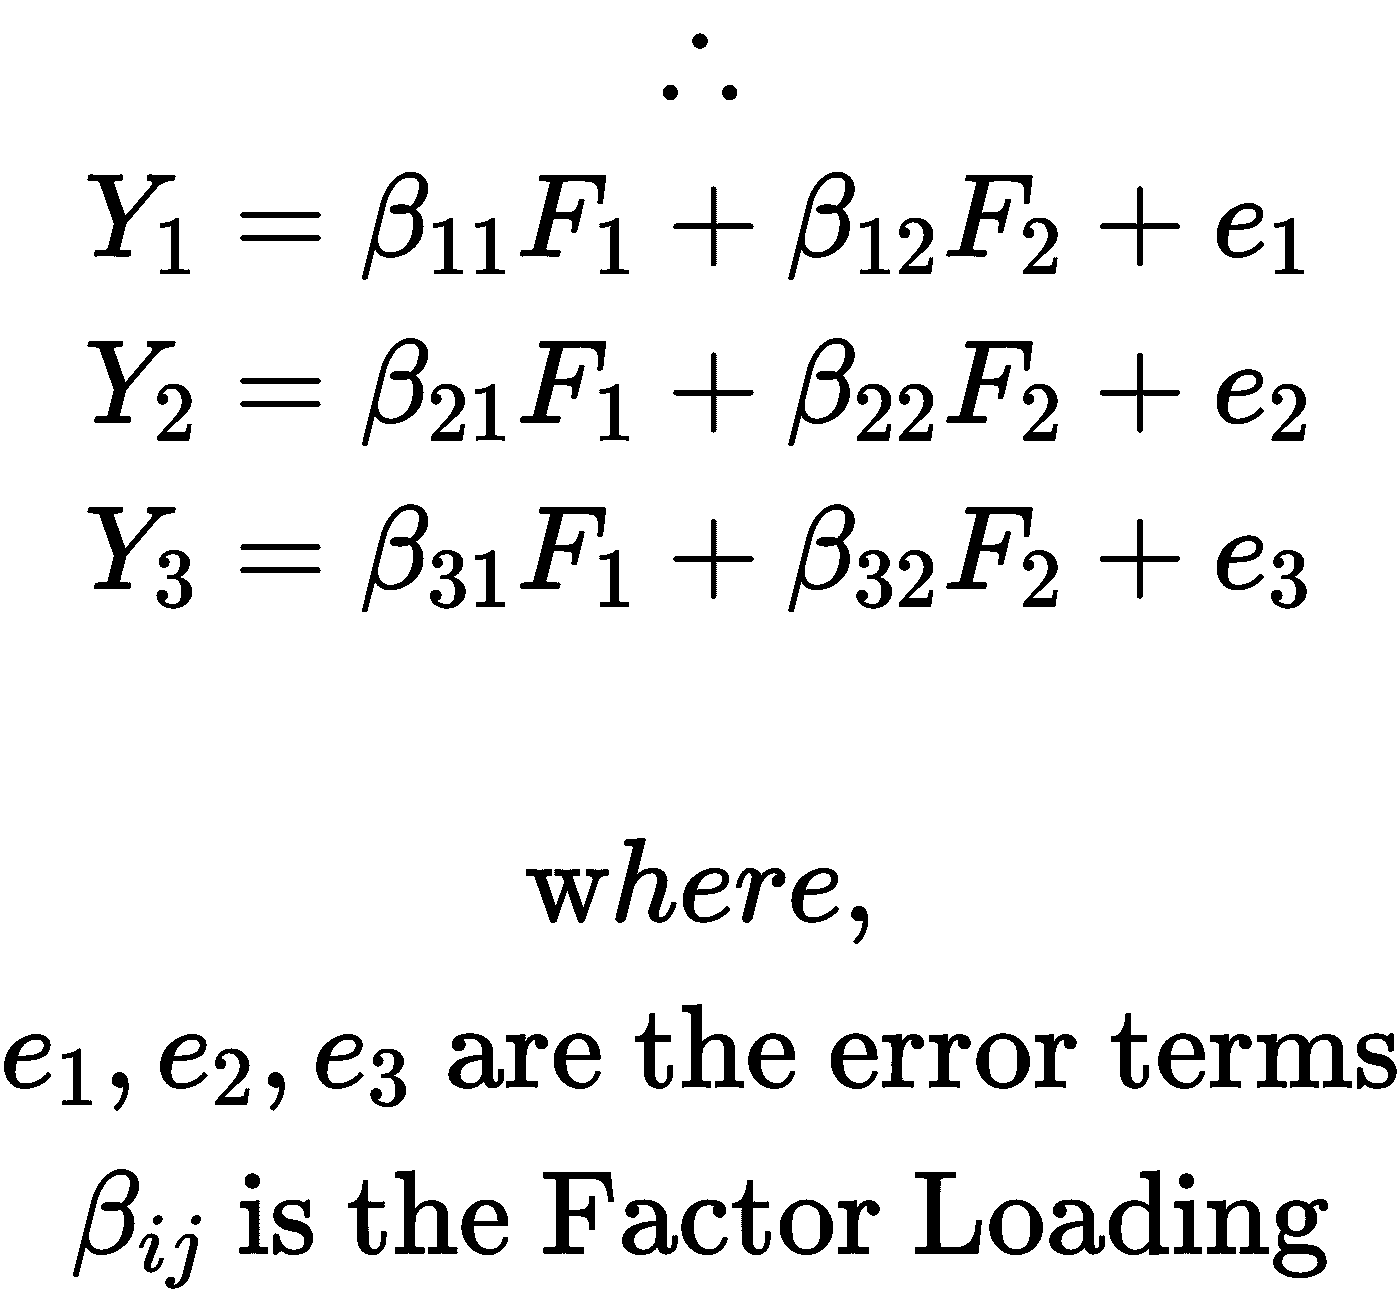 ∴
Y₁ = β₁₁F₁ + β₁₂F₂ + e₁
Y₂ = β₂₁F₁ + β₂₂F₂ + e₂
Y₃ = β₃₁F₁ + β₃₂F₂ + e₃
where,
e₁, e₂, e₃ are the error terms
βᵢⱼ is the Factor Loading